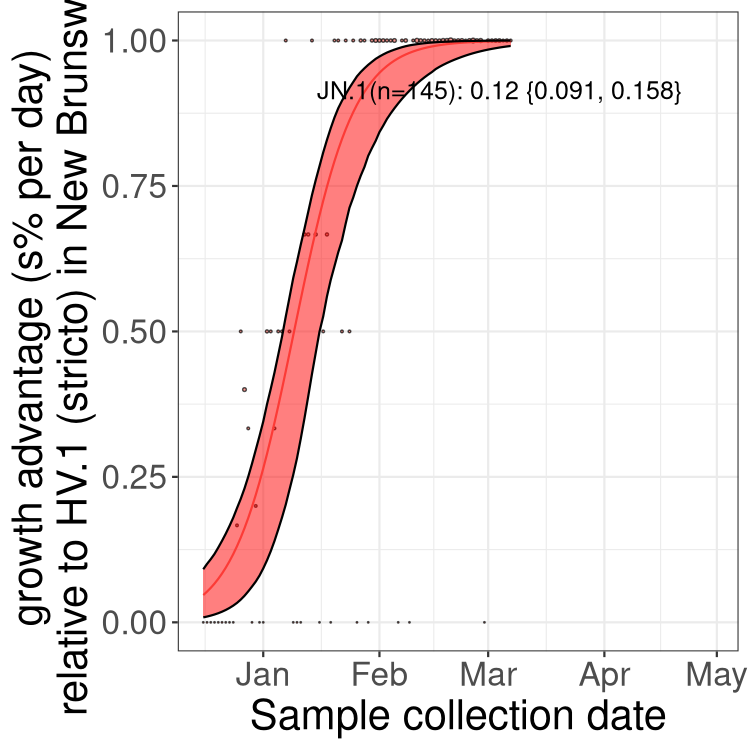 growth advantage (s% per day)
relative to HV.1 (stricto) in New Brunsw
1.00
0.75
0.50
0.25
0.00
JN.1(n=145): 0.12 {0.091, 0.158}
Jan Feb Mar Apr May
Sample collection date